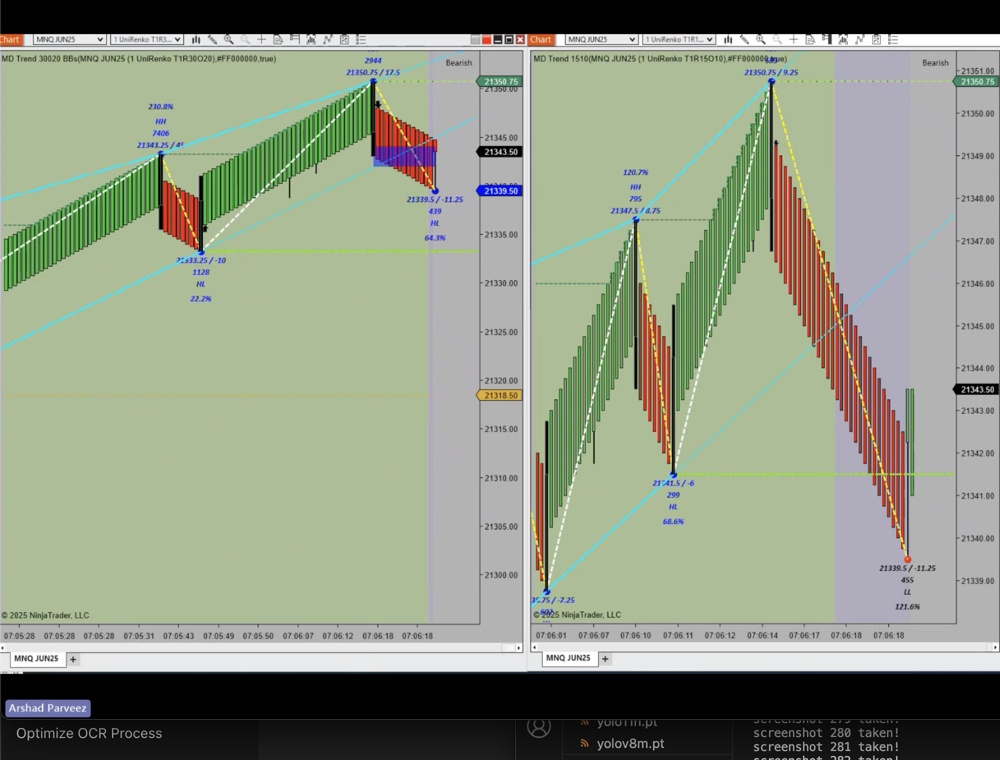 Chart MNQ JUN25 1 UniRenko T1R3...
MD Trend 30020 BBs(MNQ JUN25 (1 UniRenko T1R30O20),#FF000000,true)
Bearish
2944
21350.75 / 17.5
230.8%
HH
7406
21343.25 /
21333.25 / -10
1128
HL
22.2%
21339.5 / -11.25
439
HL
64.3%
21350.75
21350.00
21345.00
21343.50
21339.50
21335.00
21330.00
21325.00
21320.00
21318.50
21315.00
21310.00
21305.00
21300.00
© 2025 NinjaTrader, LLC
07:05:28 07:05:28 07:05:28 07:05:31 07:05:43 07:05:49 07:05:50 07:06:07 07:06:12 07:06:18 07:06:18
MNQ JUN25 +
Chart MNQ JUN25 1 UniRenko T1R1...
MD Trend 1510(MNQ JUN25 (1 UniRenko T1R15O10),#FF000000,true)
Bearish
21350.75 / 9.25
120.7%
HH
795
21347.5 / 8.75
21341.5 / -6
299
HL
68.6%
21339.5 / -11.25
455
LL
121.6%
.75 / -7.25
21351.00
21350.75
21350.00
21349.00
21348.00
21347.00
21346.00
21345.00
21344.00
21343.50
21343.00
21342.00
21341.00
21340.00
21339.00
© 2025 NinjaTrader, LLC
07:06:01 07:06:07 07:06:10 07:06:11 07:06:12 07:06:14 07:06:17 07:06:18 07:06:18
MNQ JUN25 +
Arshad Parveez
Optimize OCR Process
yolo11n.pt
yolov8m.pt
screenshot 279 taken!
screenshot 280 taken!
screenshot 281 taken!
screenshot 282 taken!